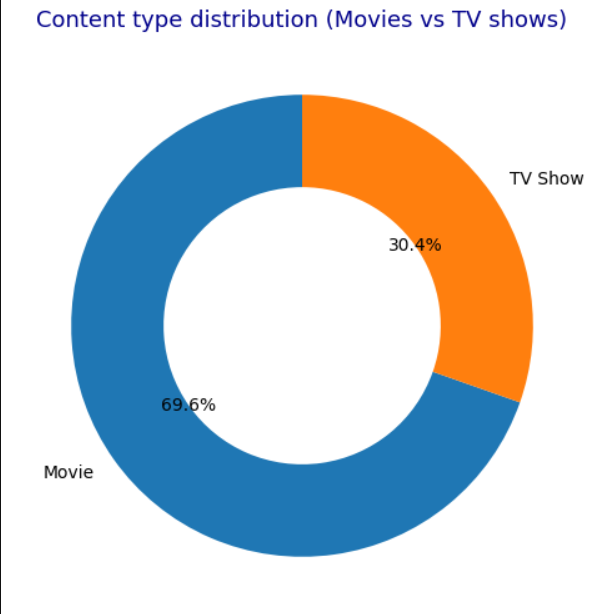 Content type distribution (Movies vs TV shows)
TV Show
30.4%
69.6%
Movie